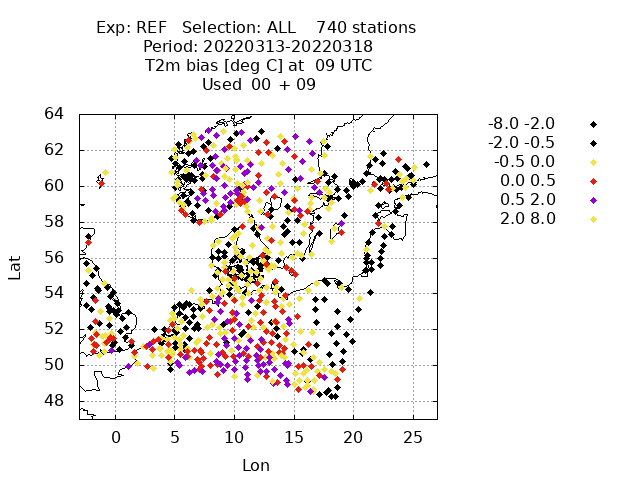 Exp: REF Selection: ALL 740 stations
Period: 20220313-20220318
T2m bias [deg C] at 09 UTC
Used 00 + 09
-8.0 -2.0
-2.0 -0.5
-0.5 0.0
0.0 0.5
0.5 2.0
2.0 8.0
64
62
60
58
56
54
52
50
48
Lat
0 5 10 15 20 25
Lon